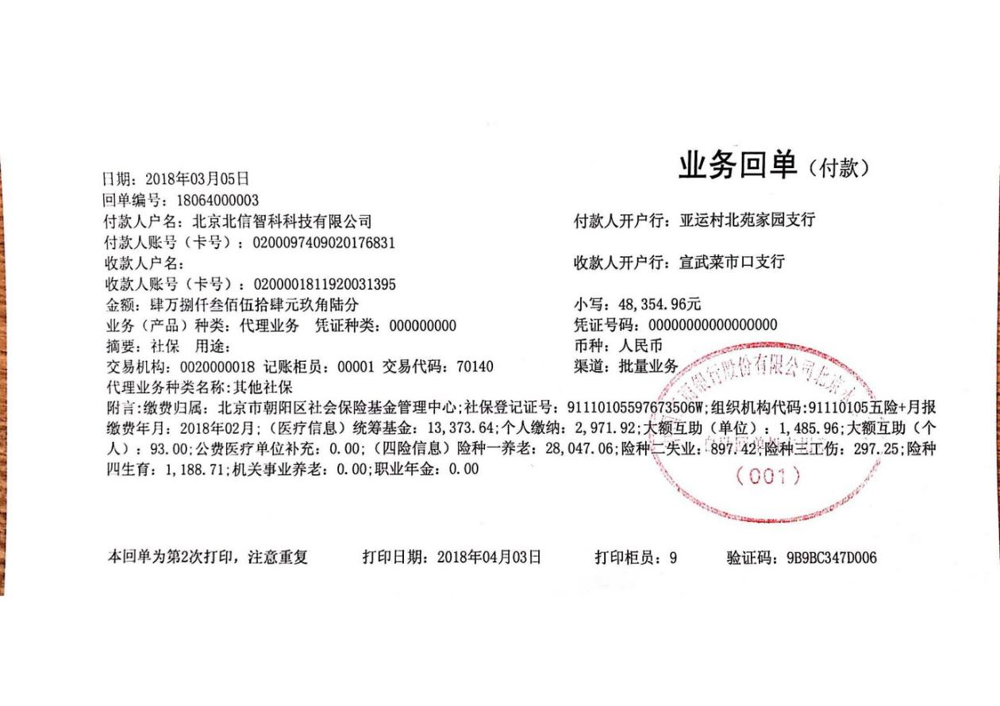 业务回单（付款）
日期：2018年03月05日
回单编号：18064000003
付款人户名：北京北信智科科技有限公司 付款人开户行：亚运村北苑家园支行
付款人账号（卡号）：0200097409020176831
收款人户名： 收款人开户行：宣武菜市口支行
收款人账号（卡号）：0200001811920031395
金额：肆万捌仟叁佰伍拾肆元玖角陆分 小写：48,354.96元
业务（产品）种类：代理业务 凭证种类：000000000 凭证号码：00000000000000000
摘要：社保 用途： 币种：人民币
交易机构：0020000018 记账柜员：00001 交易代码：70140 渠道：批量业务
代理业务种类名称:其他社保
附言:缴费归属：北京市朝阳区社会保险基金管理中心;社保登记证号：91110105597673506W;组织机构代码:91110105五险+月报
缴费年月：2018年02月;（医疗信息）统筹基金：13,373.64;个人缴纳：2,971.92;大额互助（单位）：1,485.96;大额互助（个
人）：93.00;公费医疗单位补充：0.00;（四险信息）险种一养老：28,047.06;险种二失业：897.42;险种三工伤：297.25;险种
四生育：1,188.71;机关事业养老：0.00;职业年金：0.00
银行股份有限公司北京
（001）
本回单为第2次打印，注意重复 打印日期：2018年04月03日 打印柜员：9 验证码：9B9BC347D006